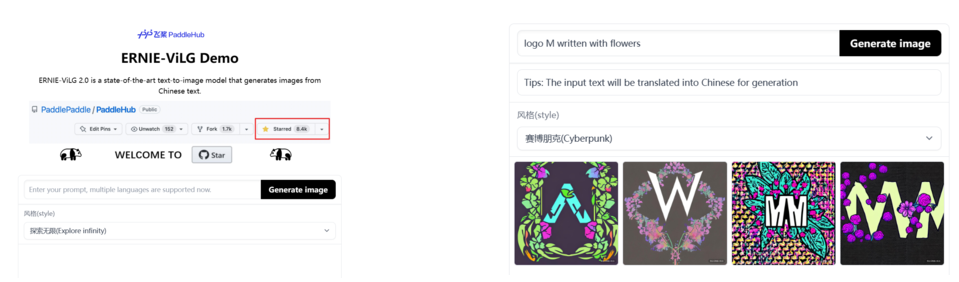 飞桨 PaddleHub
ERNIE-ViLG Demo
ERNIE-ViLG 2.0 is a state-of-the-art text-to-image model that generates images from
Chinese text.
PaddlePaddle / PaddleHub Public
Edit Pins Unwatch 152 Fork 1.7k Starred 8.4k
WELCOME TO Star
Enter your prompt, multiple languages are supported now. Generate image
风格(style)
探索无限(Explore infinity)
logo M written with flowers Generate image
Tips: The input text will be translated into Chinese for generation
风格(style)
赛博朋克(Cyberpunk)
W
MM